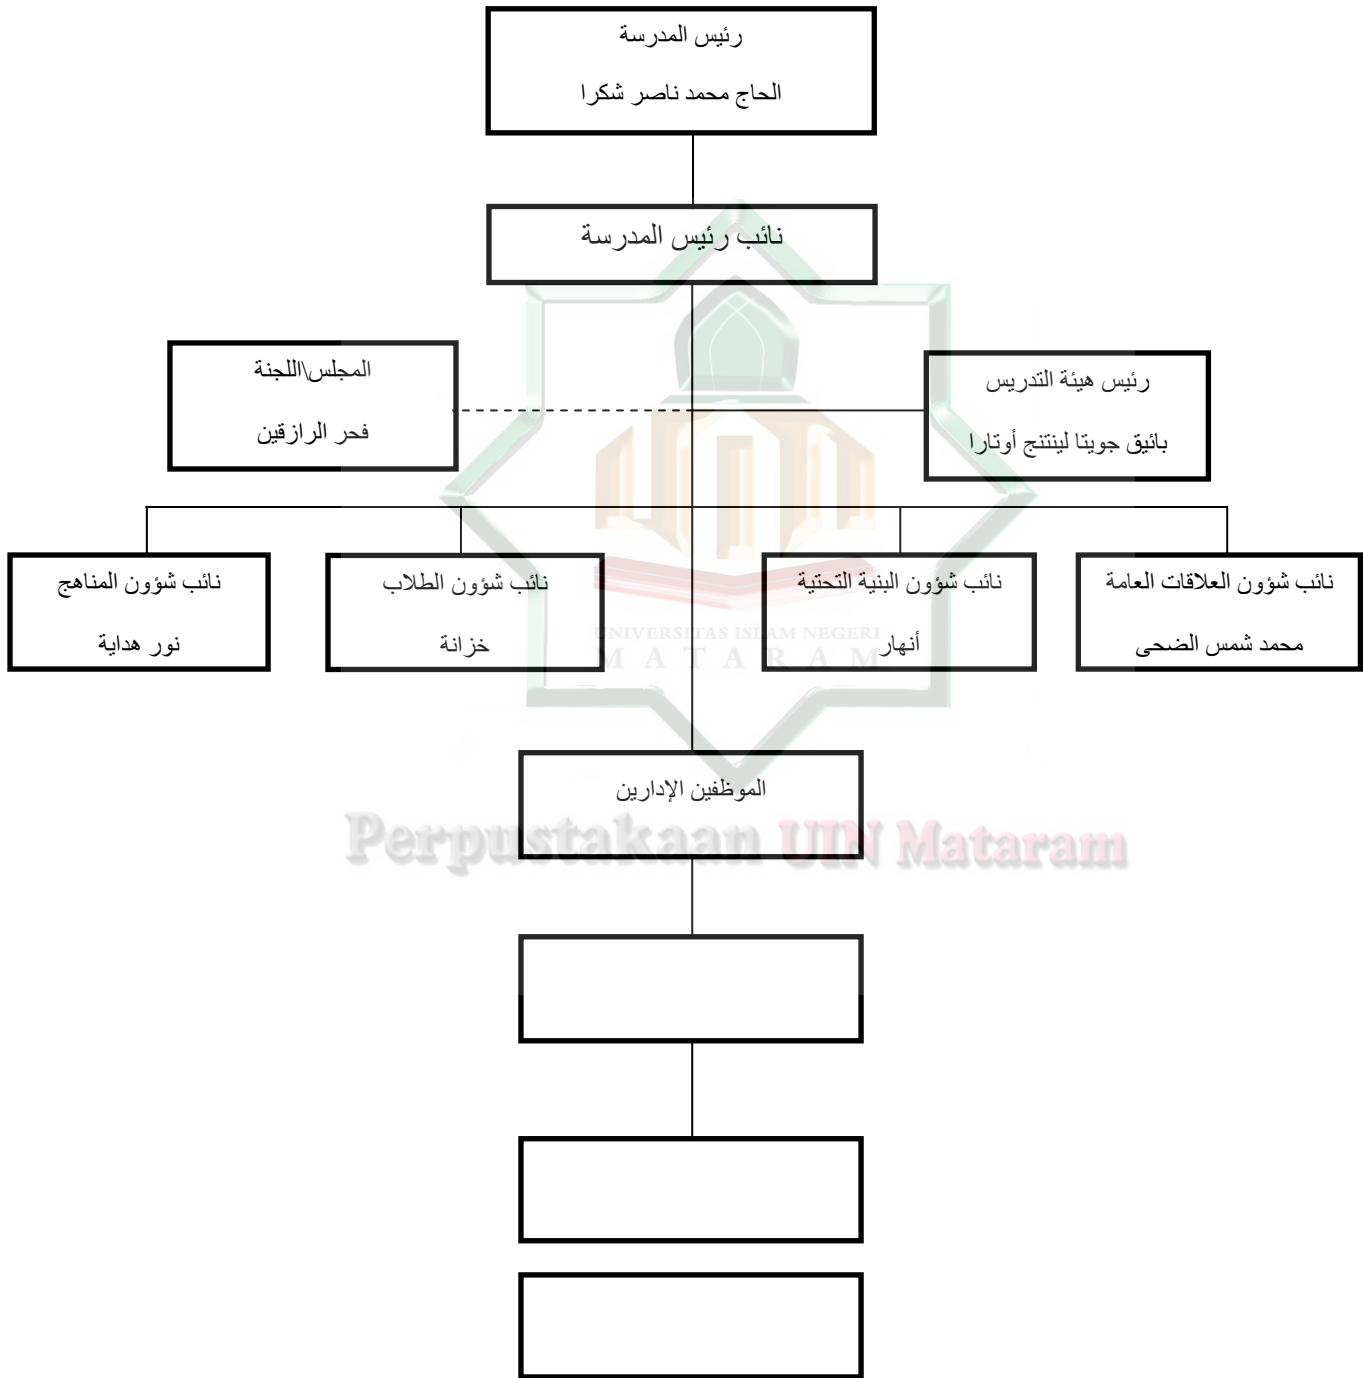 رئيس المدرسة
الحاج محمد ناصر شكرا
نائب رئيس المدرسة
رئيس هيئة التدريس
بائيق جويتا لينتنج أوتارا
المجلس\اللجنة
فحر الرازقين
نائب شؤون العلاقات العامة
محمد شمس الضحى
نائب شؤون البنية التحتية
أنهار
نائب شؤون الطلاب
خزانة
نائب شؤون المناهج
نور هداية
UNIVERSITAS ISLAM NEGERI
MATARAM
الموظفين الإدارين
Perpustakaan UIN Mataram